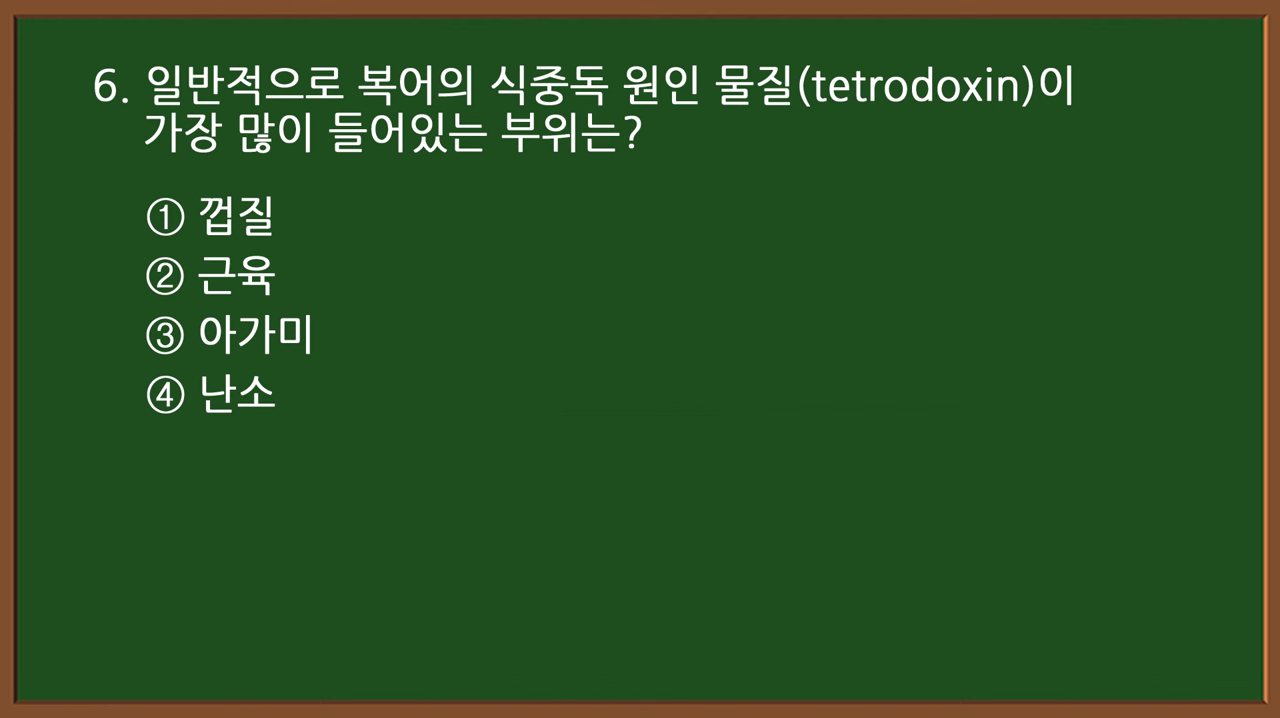 6. 일반적으로 복어의 식중독 원인 물질(tetrodoxin)이
가장 많이 들어있는 부위는?
① 껍질
② 근육
③ 아가미
④ 난소